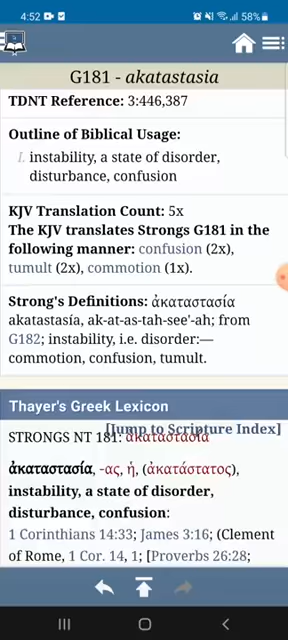 4:52
58%
G181 - akatastasia
TDNT Reference: 3:446,387
Outline of Biblical Usage:
I. instability, a state of disorder,
disturbance, confusion
KJV Translation Count: 5x
The KJV translates Strongs G181 in the
following manner: confusion (2x),
tumult (2x), commotion (1x).
Strong's Definitions: ἀκαταστασία
akatastasía, ak-at-as-tah-see'-ah; from
G182; instability, i.e. disorder:—
commotion, confusion, tumult.
Thayer's Greek Lexicon
[Jump to Scripture Index]
STRONGS NT 181: ἀκαταστασία
ἀκαταστασία, -ας, ἡ, (ἀκατάστατος),
instability, a state of disorder,
disturbance, confusion:
1 Corinthians 14:33; James 3:16; (Clement
of Rome, 1 Cor. 14, 1; [Proverbs 26:28;